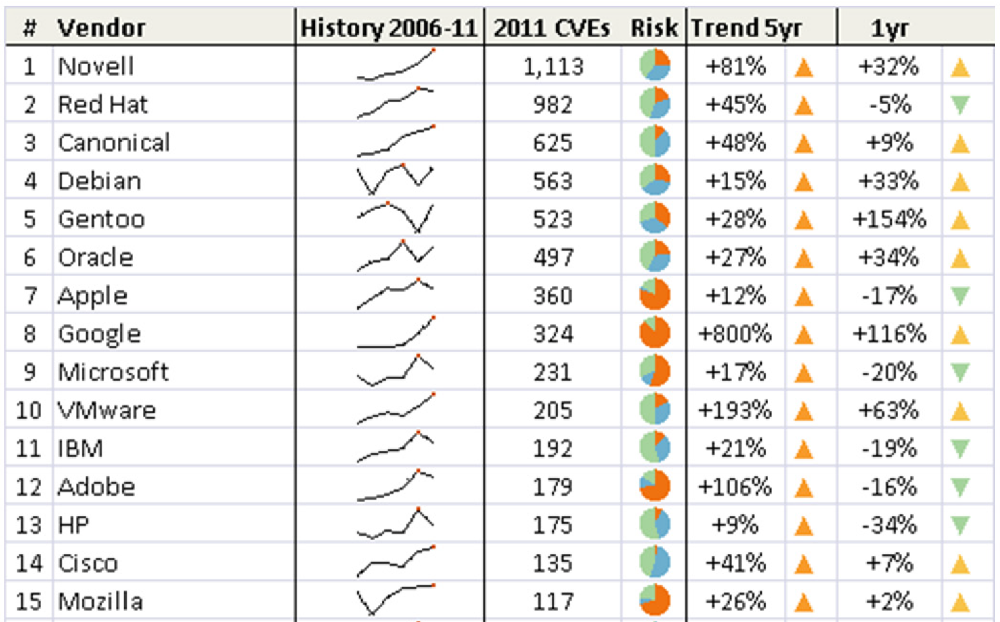 # Vendor History 2006-11 2011 CVEs Risk Trend 5yr 1yr
1 Novell 1,113 +81% +32%
2 Red Hat 982 +45% -5%
3 Canonical 625 +48% +9%
4 Debian 563 +15% +33%
5 Gentoo 523 +28% +154%
6 Oracle 497 +27% +34%
7 Apple 360 +12% -17%
8 Google 324 +800% +116%
9 Microsoft 231 +17% -20%
10 VMware 205 +193% +63%
11 IBM 192 +21% -19%
12 Adobe 179 +106% -16%
13 HP 175 +9% -34%
14 Cisco 135 +41% +7%
15 Mozilla 117 +26% +2%